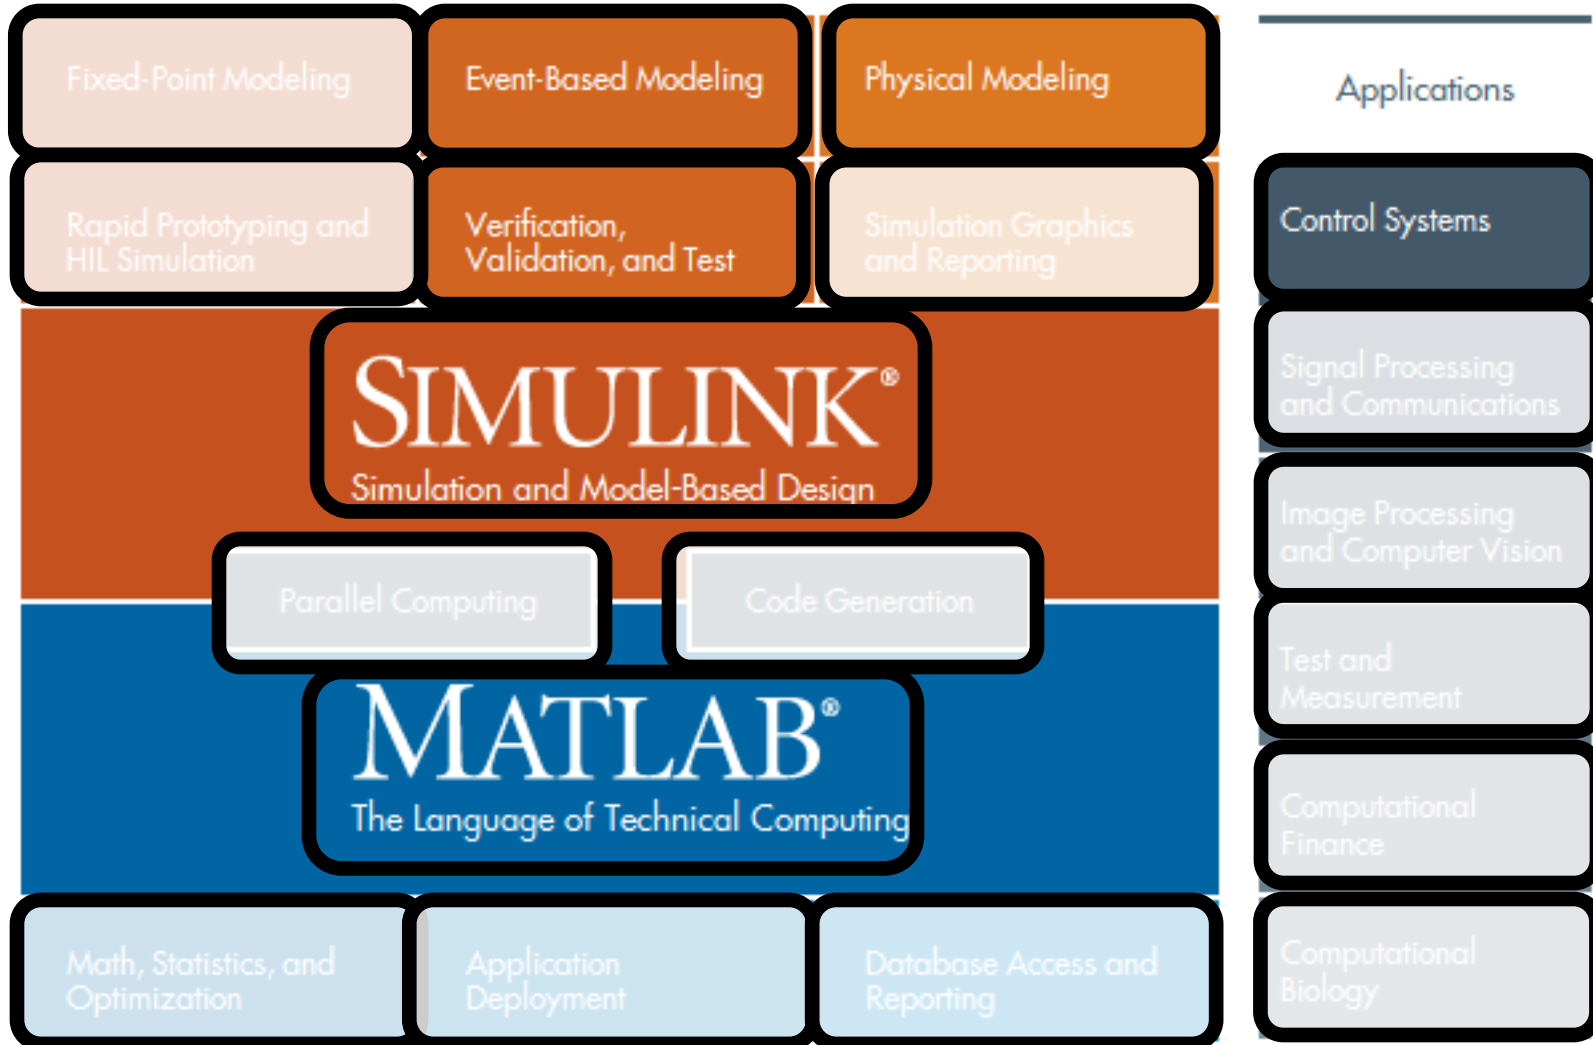 Fixed-Point Modeling
Event-Based Modeling
Physical Modeling
Applications
Rapid Prototyping and
HIL Simulation
Verification,
Validation, and Test
Simulation Graphics
and Reporting
Control Systems
SIMULINK®
Simulation and Model-Based Design
Signal Processing
and Communications
Image Processing
and Computer Vision
Parallel Computing
Code Generation
Test and
Measurement
MATLAB®
The Language of Technical Computing
Computational
Finance
Math, Statistics, and
Optimization
Application
Deployment
Database Access and
Reporting
Computational
Biology